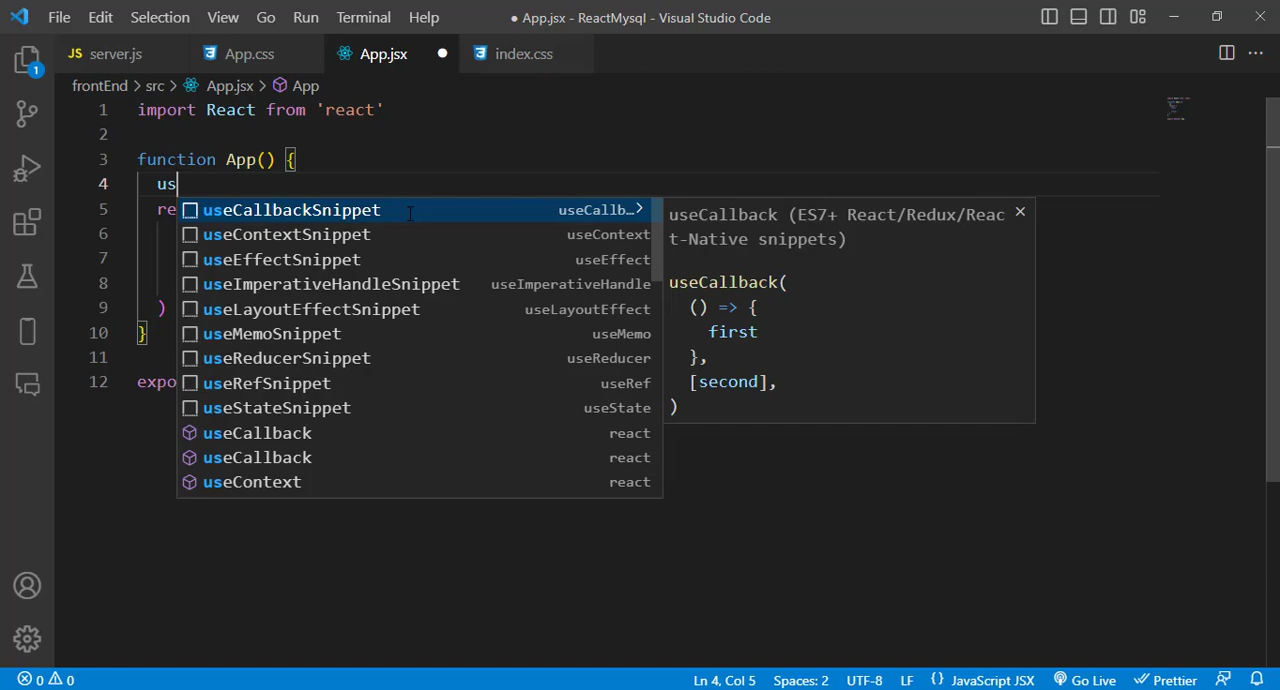 File Edit Selection View Go Run Terminal Help ● App.jsx - ReactMysql - Visual Studio Code
JS server.js App.css App.jsx index.css
frontEnd > src > App.jsx > App
1 import React from 'react'
2
3 function App() {
4 us
5 re
6
7
8
9 )
10 }
11
12 expo
useCallbackSnippet useCallb…
useContextSnippet useContext
useEffectSnippet useEffect
useImperativeHandleSnippet useImperativeHandle
useLayoutEffectSnippet useLayoutEffect
useMemoSnippet useMemo
useReducerSnippet useReducer
useRefSnippet useRef
useStateSnippet useState
useCallback react
useCallback react
useContext react
useCallback (ES7+ React/Redux/Reac
t-Native snippets)
useCallback(
() => {
first
},
[second],
)
1
0 0 Ln 4, Col 5 Spaces: 2 UTF-8 LF {} JavaScript JSX Go Live Prettier